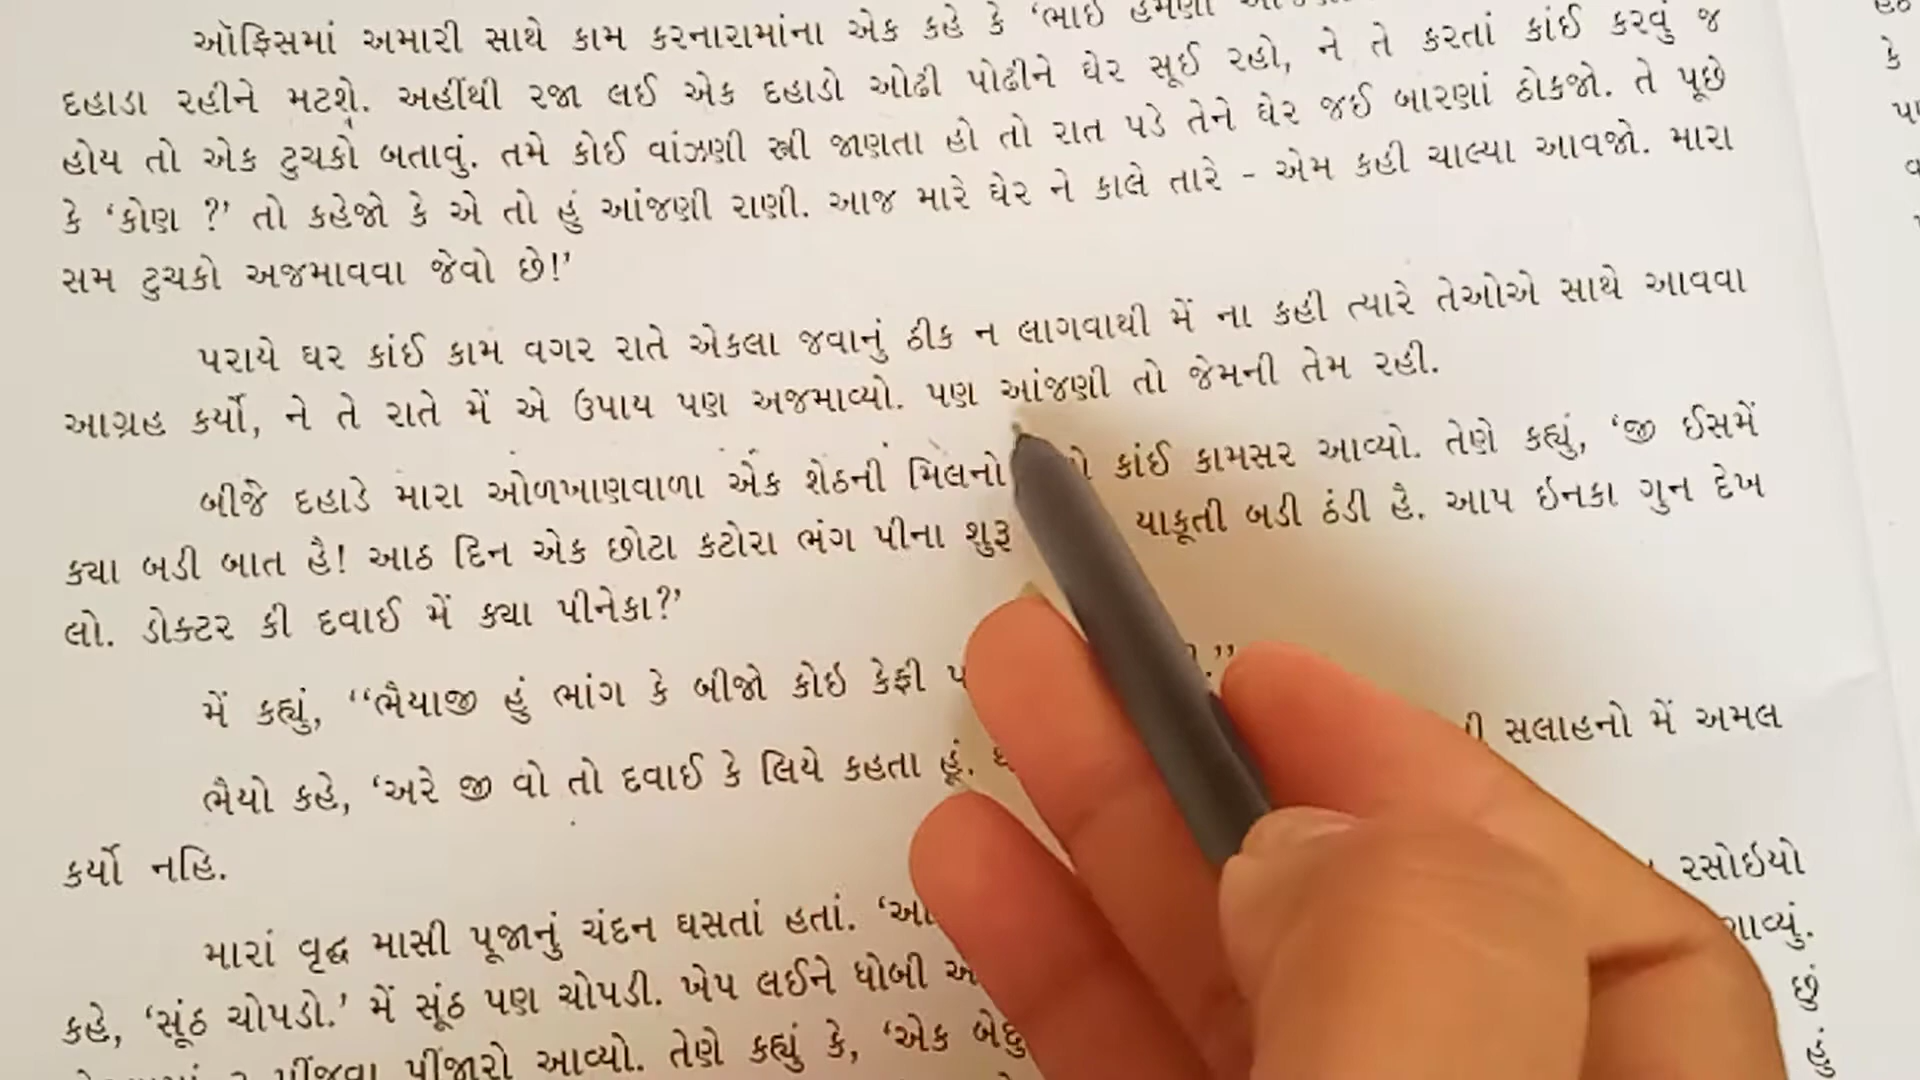 ઑફિસમાં અમારી સાથે કામ કરનારામાંના એક કહે કે ‘ભાઈ હમણાં
દહાડા રહીને મટશે. અહીંથી રજા લઈ એક દહાડો ઓઢી પોઢીને ઘેર સૂઈ રહો, ને તે કરતાં કાંઈ કરવું જ
હોય તો એક ટુચકો બતાવું. તમે કોઈ વાંઝણી સ્ત્રી જાણતા હો તો રાત પડે તેને ઘેર જઈ બારણાં ઠોકજો. તે પૂછે
કે ‘કોણ ?’ તો કહેજો કે એ તો હું આંજણી રાણી. આજ મારે ઘેર ને કાલે તારે - એમ કહી ચાલ્યા આવજો. મારા
સમ ટુચકો અજમાવવા જેવો છે!’
પરાયે ઘર કાંઈ કામ વગર રાતે એકલા જવાનું ઠીક ન લાગવાથી મેં ના કહી ત્યારે તેઓએ સાથે આવવા
આગ્રહ કર્યો, ને તે રાતે મેં એ ઉપાય પણ અજમાવ્યો. પણ આંજણી તો જેમની તેમ રહી.
બીજે દહાડે મારા ઓળખાણવાળા એક શેઠની મિલનો કાંઈ કામસર આવ્યો. તેણે કહ્યું, ‘જી ઈસમેં
ક્યા બડી બાત હૈ! આઠ દિન એક છોટા કટોરા ભંગ પીના શુરૂ યાકૂતી બડી ઠંડી હૈ. આપ ઇનકા ગુન દેખ
લો. ડોક્ટર કી દવાઈ મેં ક્યા પીનેકા?’
મેં કહ્યું, “ભૈયાજી હું ભાંગ કે બીજો કોઇ કેફી
ભૈયો કહે, ‘અરે જી વો તો દવાઈ કે લિયે કહતા હૂં. સલાહનો મેં અમલ
કર્યો નહિ.
રસોઇયો
મારાં વૃદ્ધ માસી પૂજાનું ચંદન ઘસતાં હતાં.
કહે, ‘સૂંઠ ચોપડો.’ મેં સૂંઠ પણ ચોપડી. ખેપ લઈને ધોબી
પીંજવા પીંજારો આવ્યો. તેણે કહ્યું કે, ‘એક